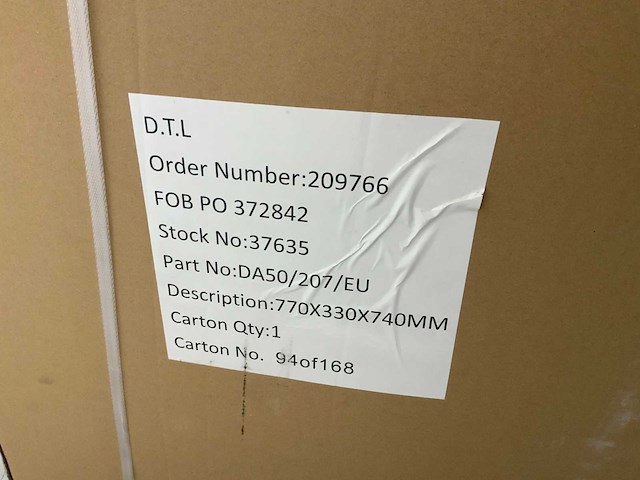 D.T.L
Order Number:209766
FOB PO 372842
Stock No:37635
Part No:DA50/207/EU
Description:770X330X740MM
Carton Qty:1
Carton No. 94of168